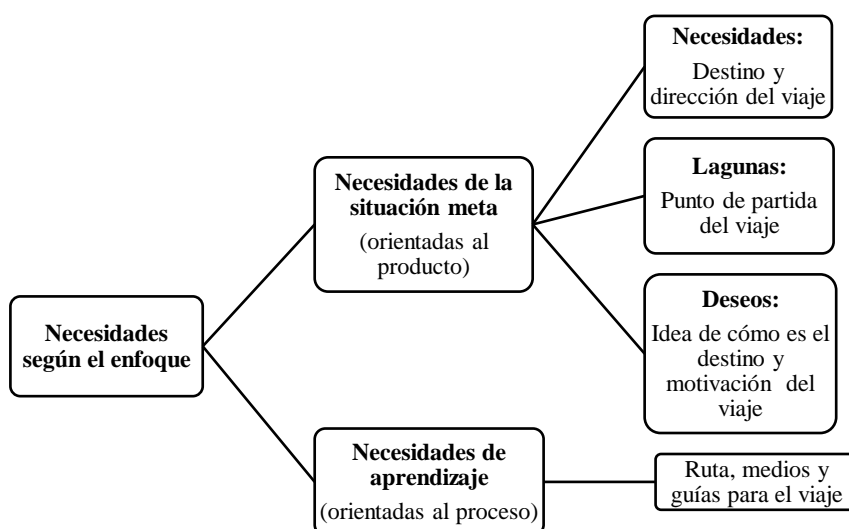 Necesidades
según el enfoque
Necesidades de la
situación meta
(orientadas al
producto)
Necesidades:
Destino y
dirección del viaje
Lagunas:
Punto de partida
del viaje
Deseos:
Idea de cómo es el
destino y
motivación del
viaje
Necesidades de
aprendizaje
(orientadas al proceso)
Ruta, medios y
guías para el viaje